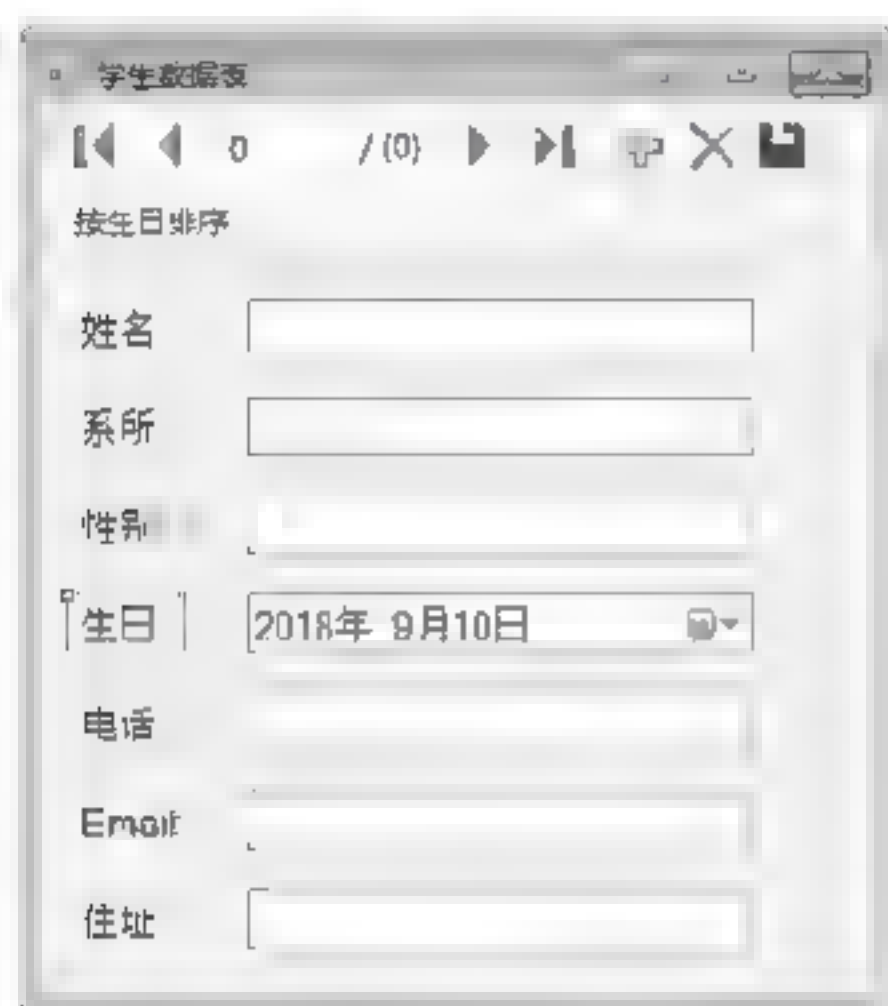 学生数据表
0 / (0)
按生日排序
姓名
系所
性别
生日 2018年 9月10日
电话
Email
住址